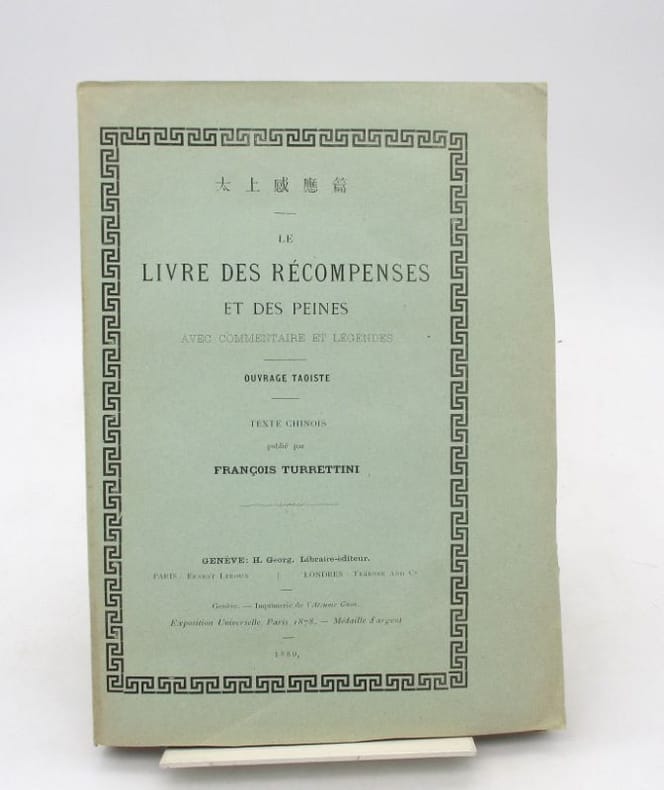 太上感應篇
LE
LIVRE DES RÉCOMPENSES
ET DES PEINES
AVEC COMMENTAIRE ET LÉGENDES
OUVRAGE TAOISTE
TEXTE CHINOIS
publié par
FRANÇOIS TURRETTINI
GENÈVE: H. Georg, Libraire-éditeur.
PARIS: ERNEST LEROUX | LONDRES: TRÜBNER AND Co
Genève. — Imprimerie de l'Atsume Gusa.
Exposition Universelle, Paris 1878. — Médaille d'argent
1889,